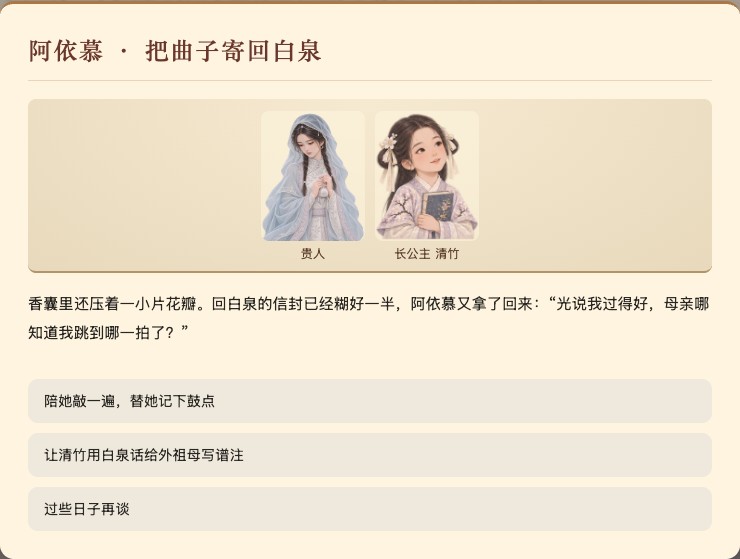 阿依慕 · 把曲子寄回白泉
贵人
长公主 清竹
香囊里还压着一小片花瓣。回白泉的信封已经糊好一半，阿依慕又拿了回来：“光说我过得好，母亲哪
知道我跳到哪一拍了？”
陪她敲一遍，替她记下鼓点
让清竹用白泉话给外祖母写谱注
过些日子再谈